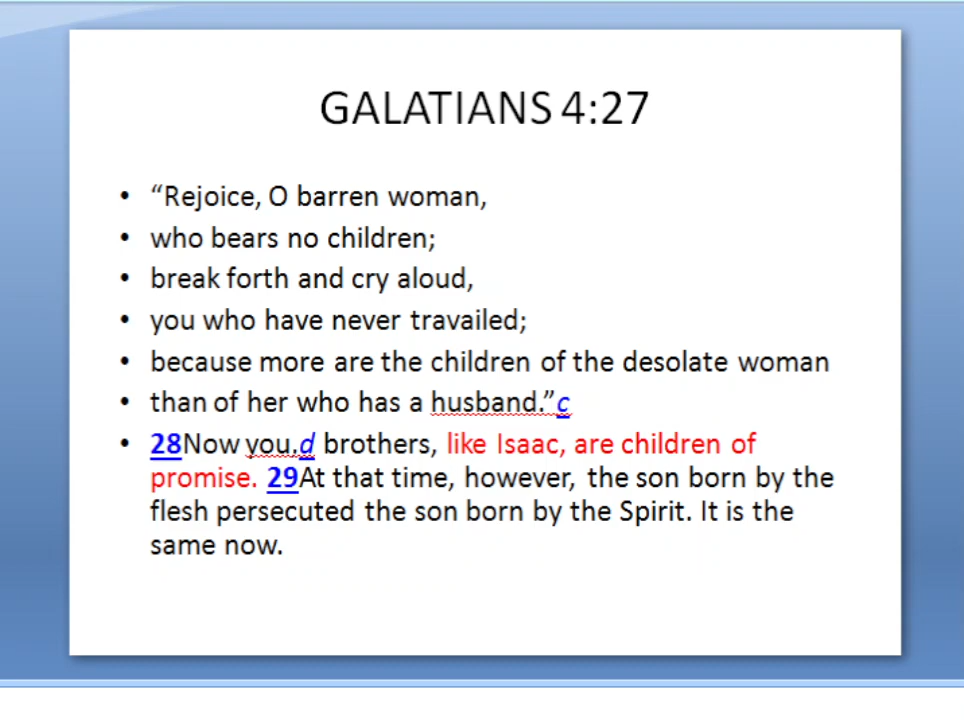 GALATIANS 4:27
• “Rejoice, O barren woman,
• who bears no children;
• break forth and cry aloud,
• you who have never travailed;
• because more are the children of the desolate woman
• than of her who has a husband.”c
• 28Now you,d brothers, like Isaac, are children of
promise. 29At that time, however, the son born by the
flesh persecuted the son born by the Spirit. It is the
same now.